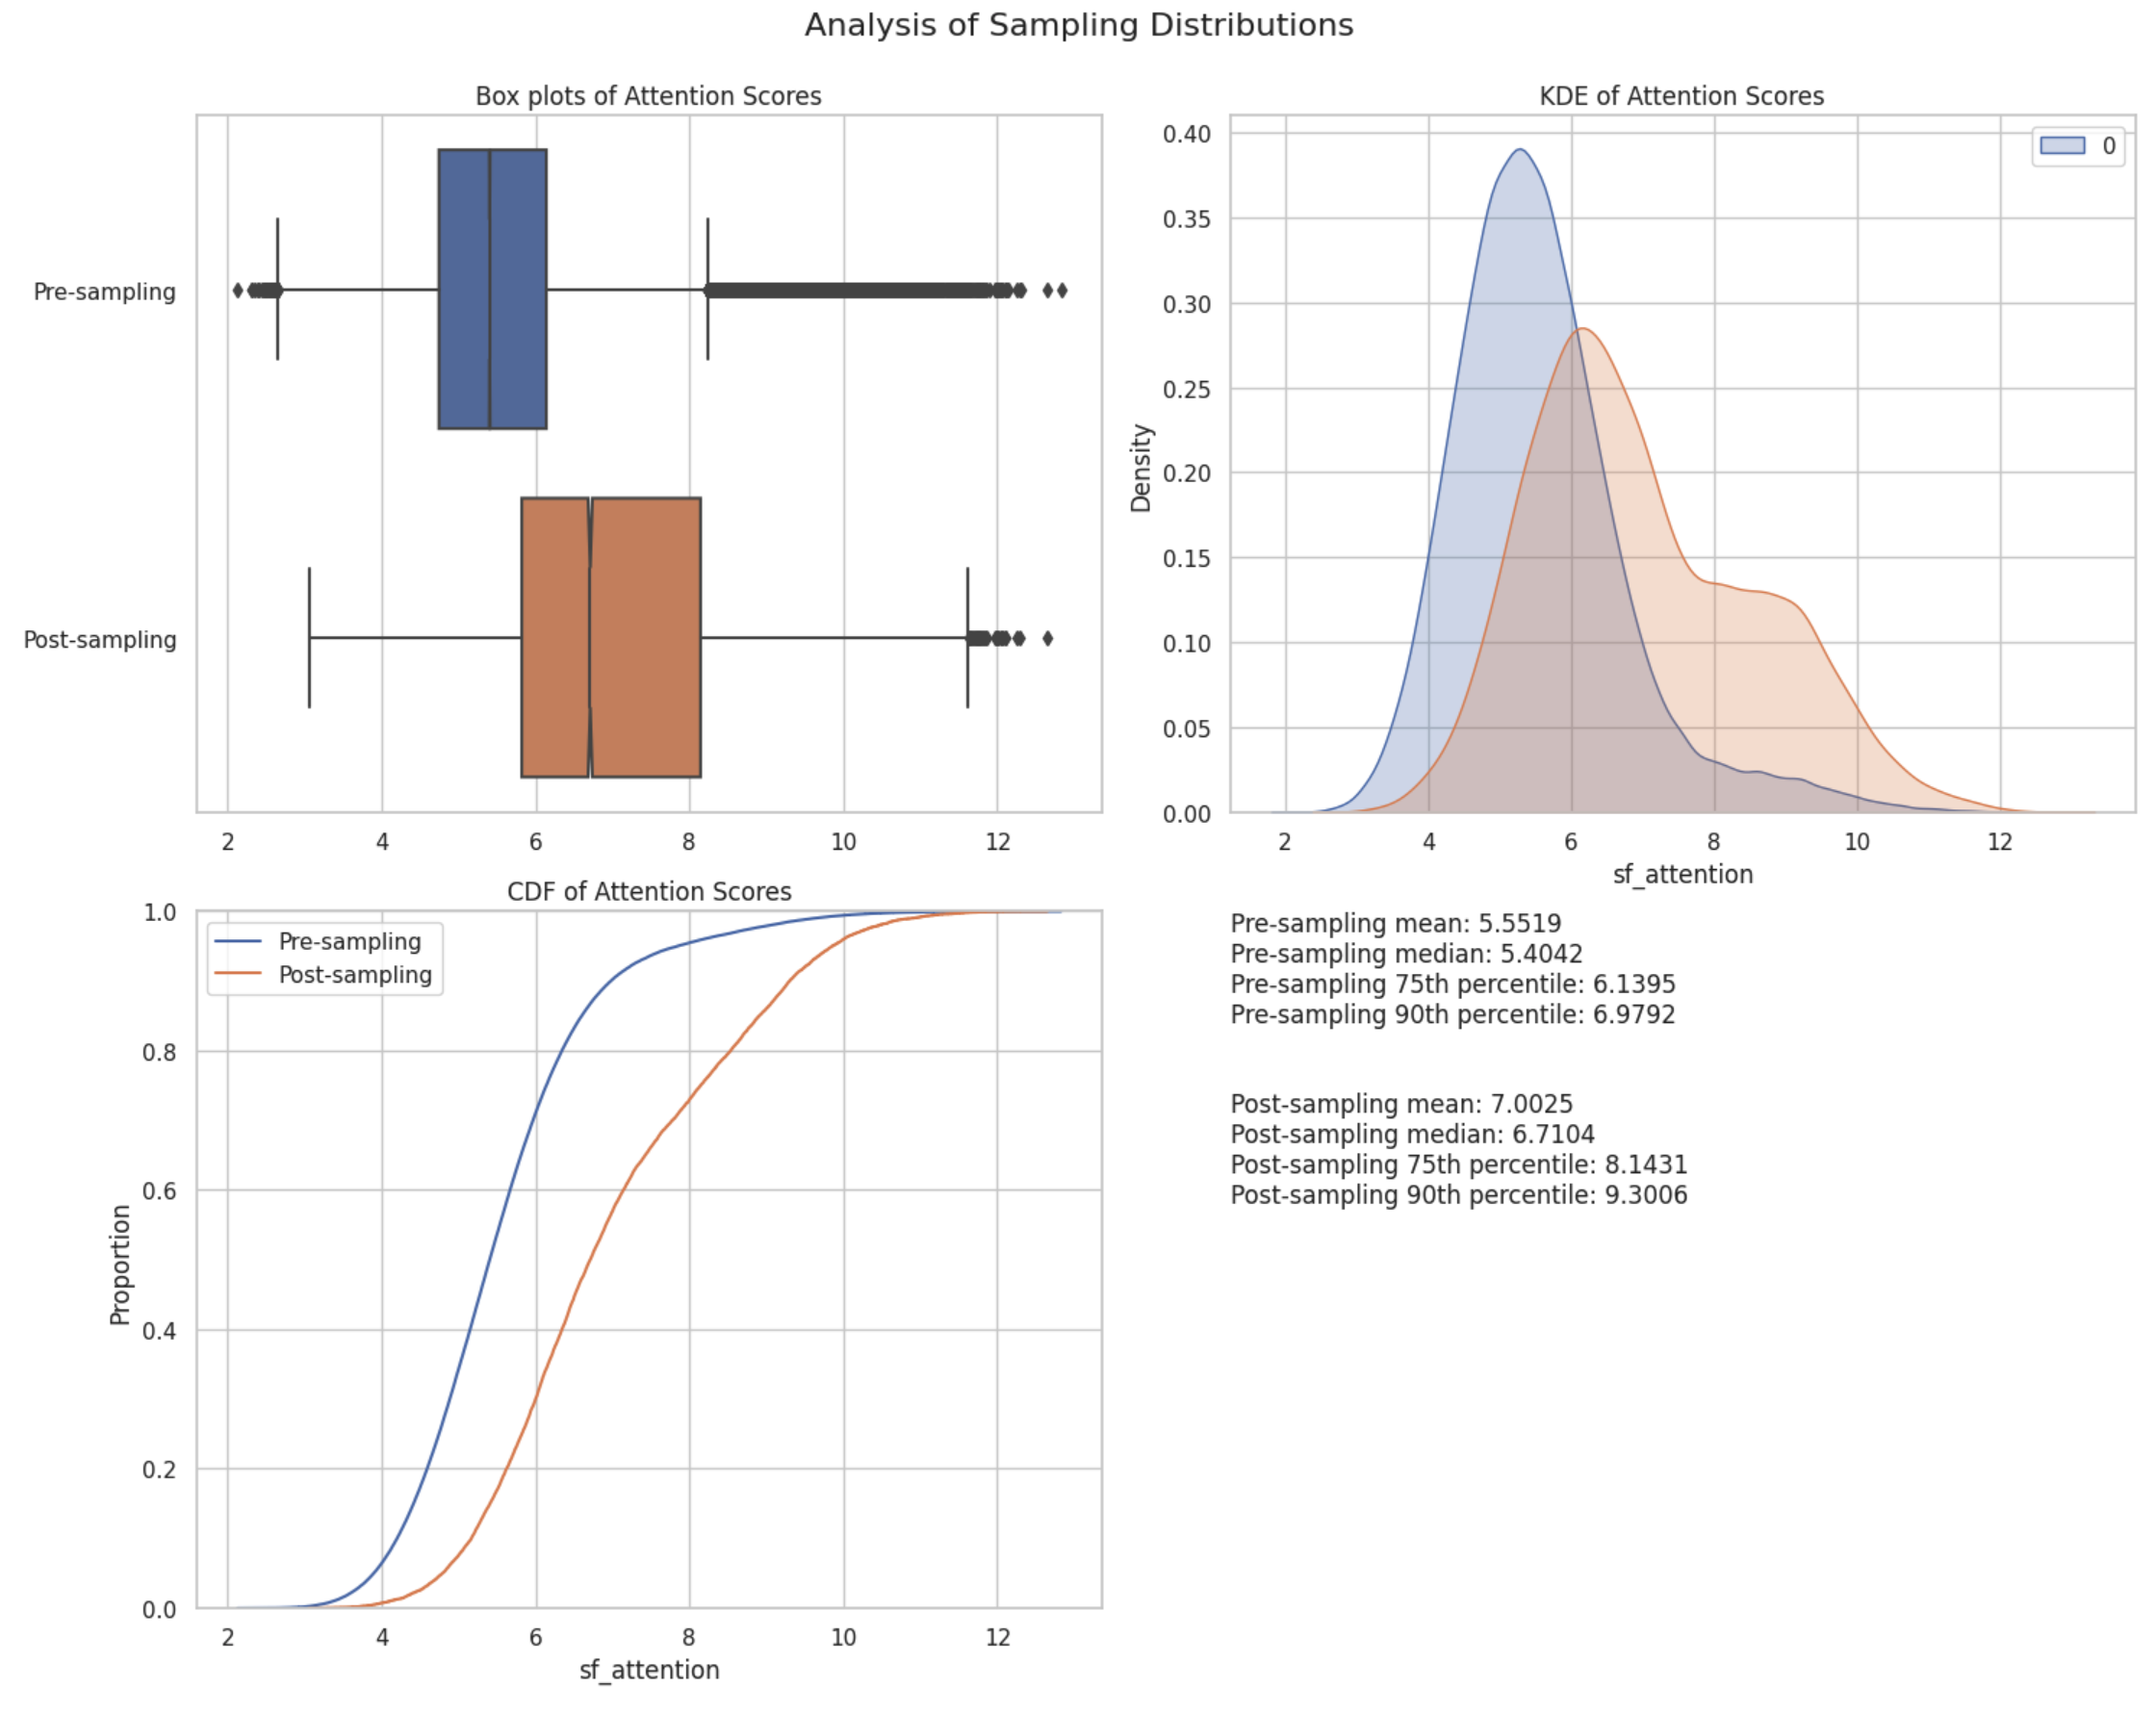 Analysis of Sampling Distributions
Box plots of Attention Scores
Pre-sampling
Post-sampling
2 4 6 8 10 12
KDE of Attention Scores
0
0.40
0.35
0.30
0.25
0.20
0.15
0.10
0.05
0.00
Density
2 4 6 8 10 12
sf_attention
CDF of Attention Scores
Pre-sampling
Post-sampling
1.0
0.8
0.6
0.4
0.2
0.0
Proportion
2 4 6 8 10 12
sf_attention
Pre-sampling mean: 5.5519
Pre-sampling median: 5.4042
Pre-sampling 75th percentile: 6.1395
Pre-sampling 90th percentile: 6.9792
Post-sampling mean: 7.0025
Post-sampling median: 6.7104
Post-sampling 75th percentile: 8.1431
Post-sampling 90th percentile: 9.3006